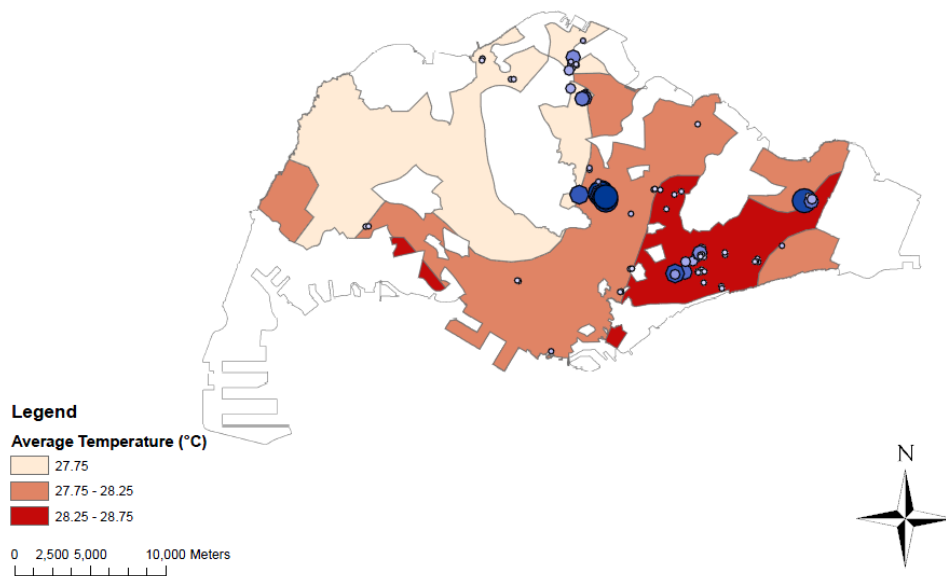 N
Legend
Average Temperature (°C)
27.75
27.75 - 28.25
28.25 - 28.75
0 2,500 5,000 10,000 Meters